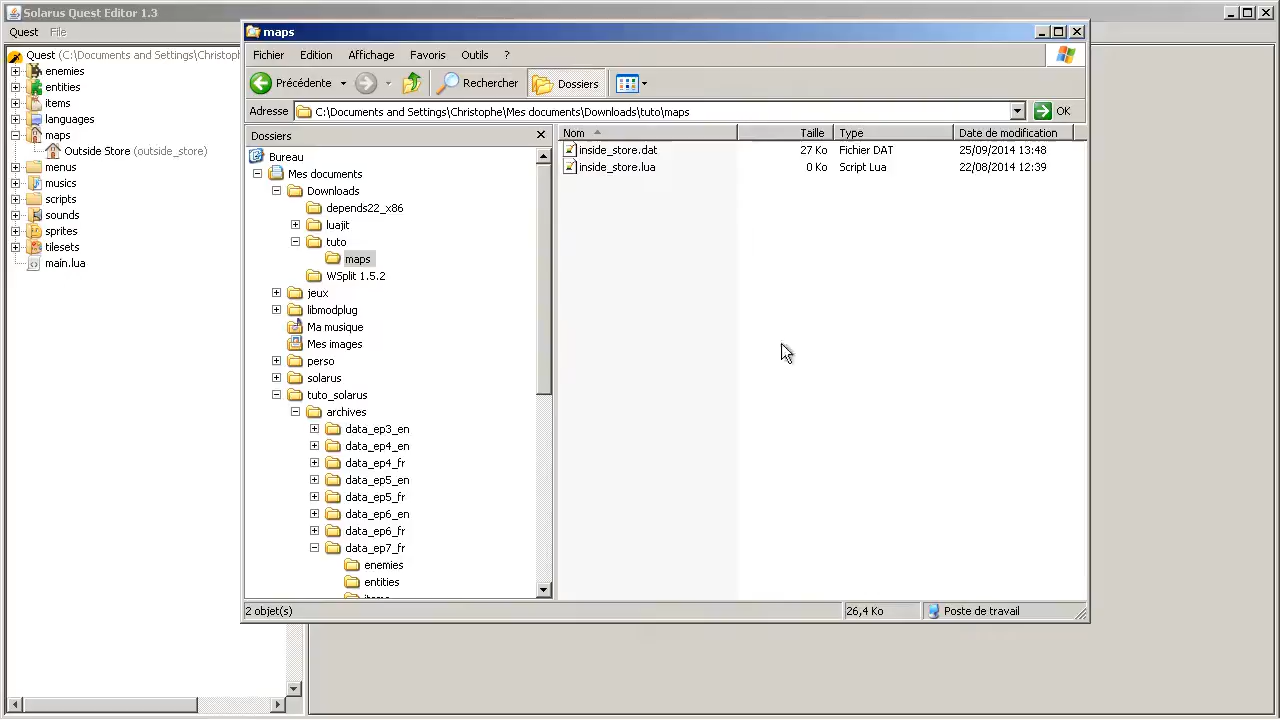 Solarus Quest Editor 1.3
Quest File
Quest (C:\Documents and Settings\Christoph
enemies
entities
items
languages
maps
Outside Store (outside_store)
menus
musics
scripts
sounds
sprites
tilesets
main.lua
maps
Fichier Edition Affichage Favoris Outils ?
Précédente Rechercher Dossiers
Adresse C:\Documents and Settings\Christophe\Mes documents\Downloads\tuto\maps OK
Dossiers
Bureau
Mes documents
Downloads
depends22_x86
luajit
tuto
maps
WSplit 1.5.2
jeux
libmodplug
Ma musique
Mes images
perso
solarus
tuto_solarus
archives
data_ep3_en
data_ep4_en
data_ep4_fr
data_ep5_en
data_ep5_fr
data_ep6_en
data_ep6_fr
data_ep7_fr
enemies
entities
items
Nom Taille Type Date de modification
inside_store.dat 27 Ko Fichier DAT 25/09/2014 13:48
inside_store.lua 0 Ko Script Lua 22/08/2014 12:39
2 objet(s) 26,4 Ko Poste de travail